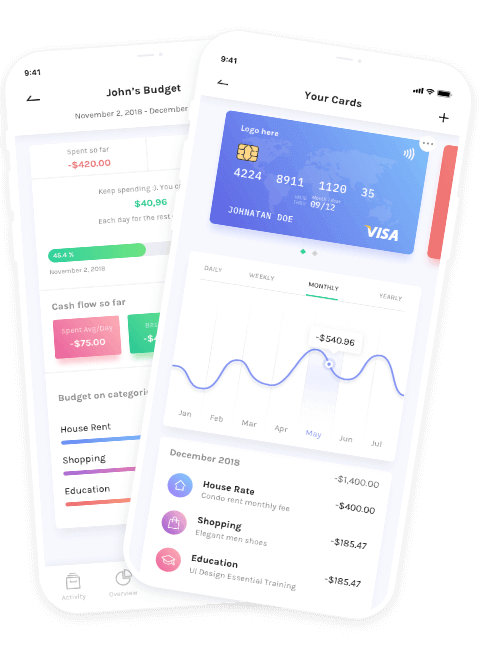 9:41
John's Budget
November 2, 2018 - December
Spent so far
-$420.00
Keep spending :). You c
$40,96
Each day for the rest
45.4 %
November 2, 2018
Cash flow so far
Spent Avg/Day
-$75.00
Budget on categori
House Rent
Shopping
Education
Activity
Overview
9:41
Your Cards
Logo here
4224 8911 1120 35
09/12
JOHNATAN DOE
VISA
DAILY WEEKLY MONTHLY YEARLY
-$540.96
Jan Feb Mar Apr May Jun Jul
December 2018 -$1,400.00
House Rate -$400.00
Condo rent monthly fee
Shopping -$185.47
Elegant men shoes
Education -$185.47
UI Design Essential Training